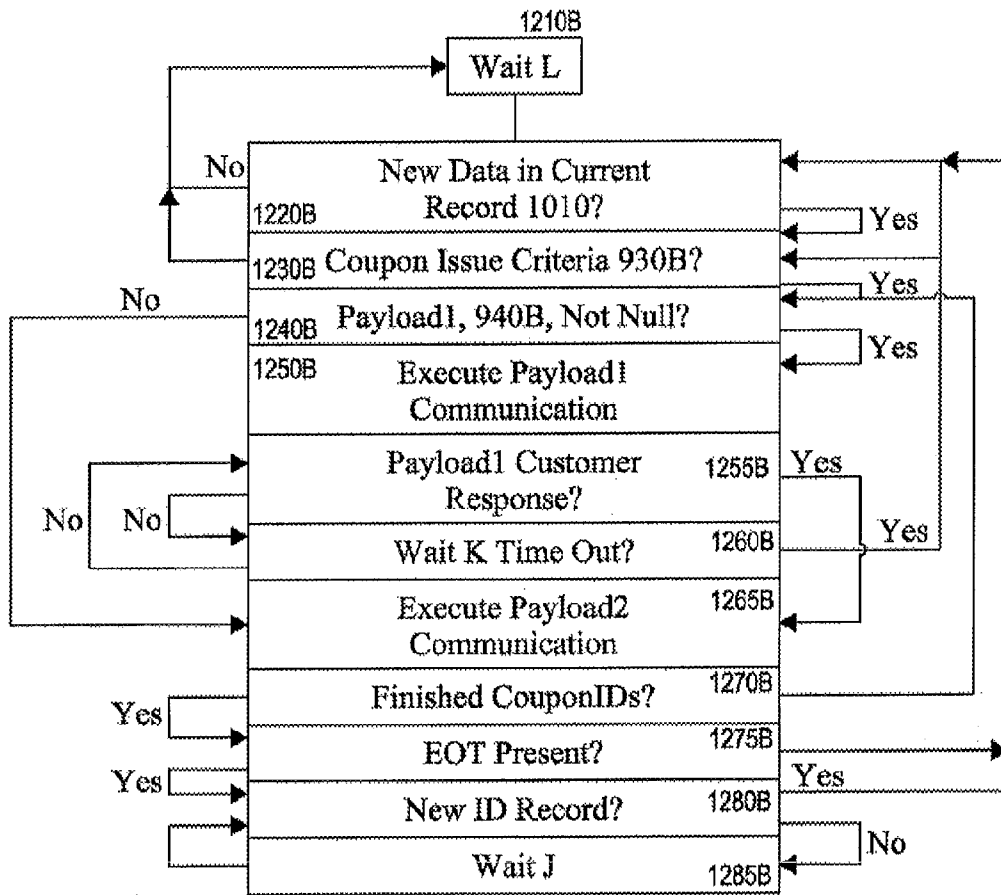 1210B
Wait L
No
New Data in Current
Record 1010?
1220B
Yes
1230B
Coupon Issue Criteria 930B?
Yes
No
1240B
Payload1, 940B, Not Null?
Yes
1250B
Execute Payload1
Communication
Payload1 Customer
Response?
1255B
Yes
No
No
Wait K Time Out?
1260B
Yes
Execute Payload2
Communication
1265B
Finished CouponIDs?
1270B
Yes
EOT Present?
1275B
Yes
New ID Record?
1280B
Yes
No
Wait J
1285B